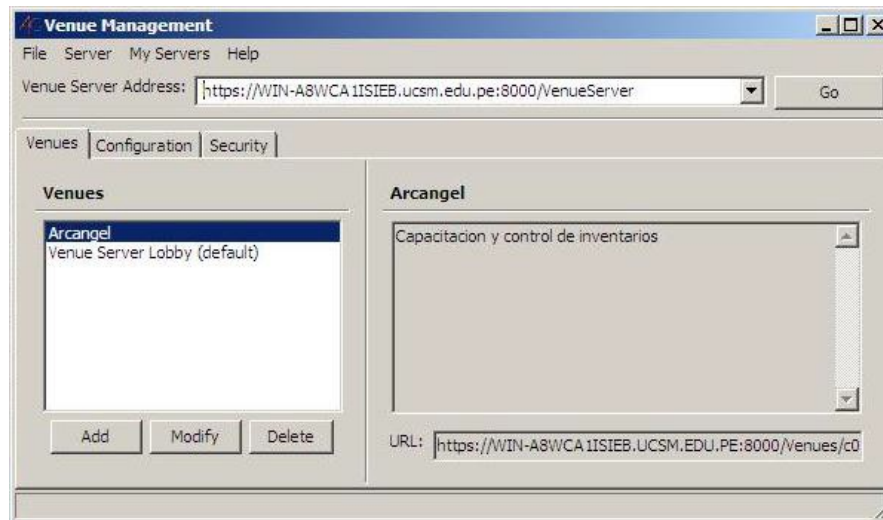 Venue Management
File Server My Servers Help
Venue Server Address: https://WIN-A8WCA1ISIEB.ucsm.edu.pe:8000/VenueServer Go
Venues Configuration Security
Venues
Arcangel
Venue Server Lobby (default)
Add Modify Delete
Arcangel
Capacitacion y control de inventarios
URL: https://WIN-A8WCA1ISIEB.UCSM.EDU.PE:8000/Venues/c0